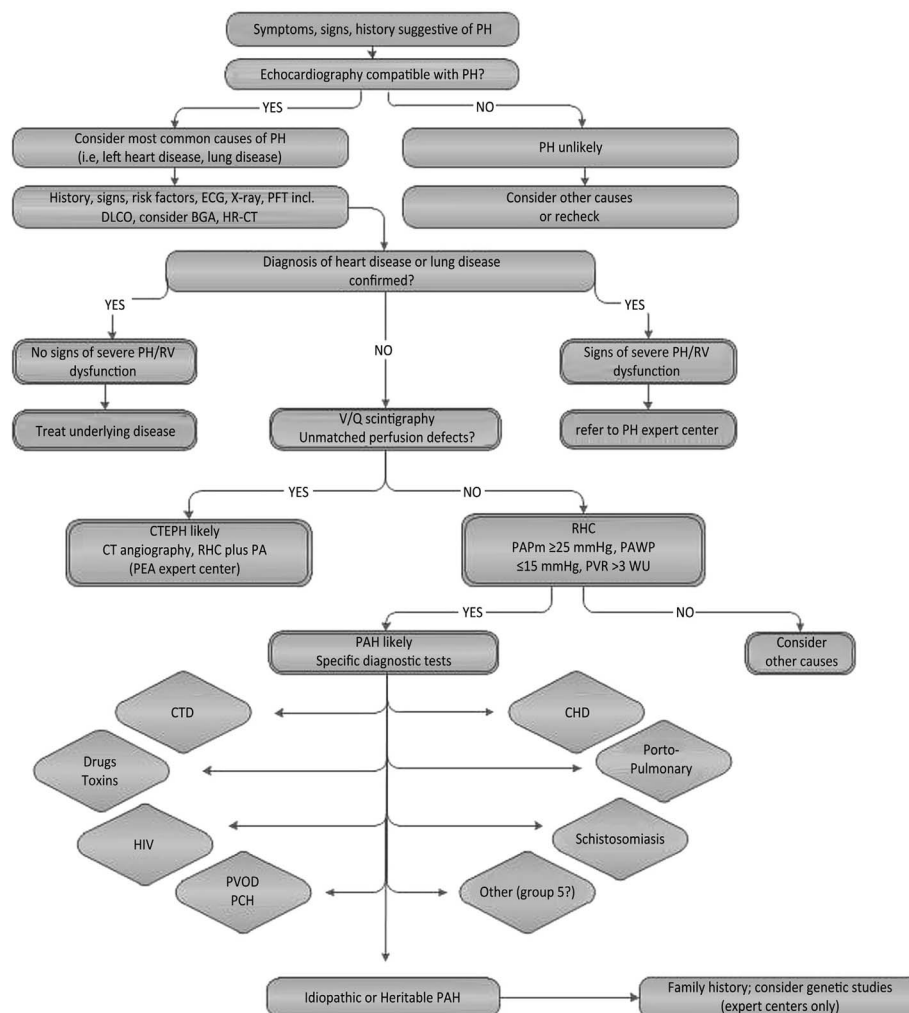 Symptoms, signs, history suggestive of PH
Echocardiography compatible with PH?
YES
NO
Consider most common causes of PH
(i.e, left heart disease, lung disease)
PH unlikely
History, signs, risk factors, ECG, X-ray, PFT incl.
DLCO, consider BGA, HR-CT
Consider other causes
or recheck
Diagnosis of heart disease or lung disease
confirmed?
YES
NO
YES
No signs of severe PH/RV
dysfunction
Signs of severe PH/RV
dysfunction
Treat underlying disease
V/Q scintigraphy
Unmatched perfusion defects?
refer to PH expert center
YES
NO
CTEPH likely
CT angiography, RHC plus PA
(PEA expert center)
RHC
PAPm ≥25 mmHg, PAWP
≤15 mmHg, PVR >3 WU
YES
NO
PAH likely
Specific diagnostic tests
Consider
other causes
CTD
CHD
Drugs
Toxins
Porto-
Pulmonary
HIV
Schistosomiasis
PVOD
PCH
Other (group 5?)
Idiopathic or Heritable PAH
Family history; consider genetic studies
(expert centers only)